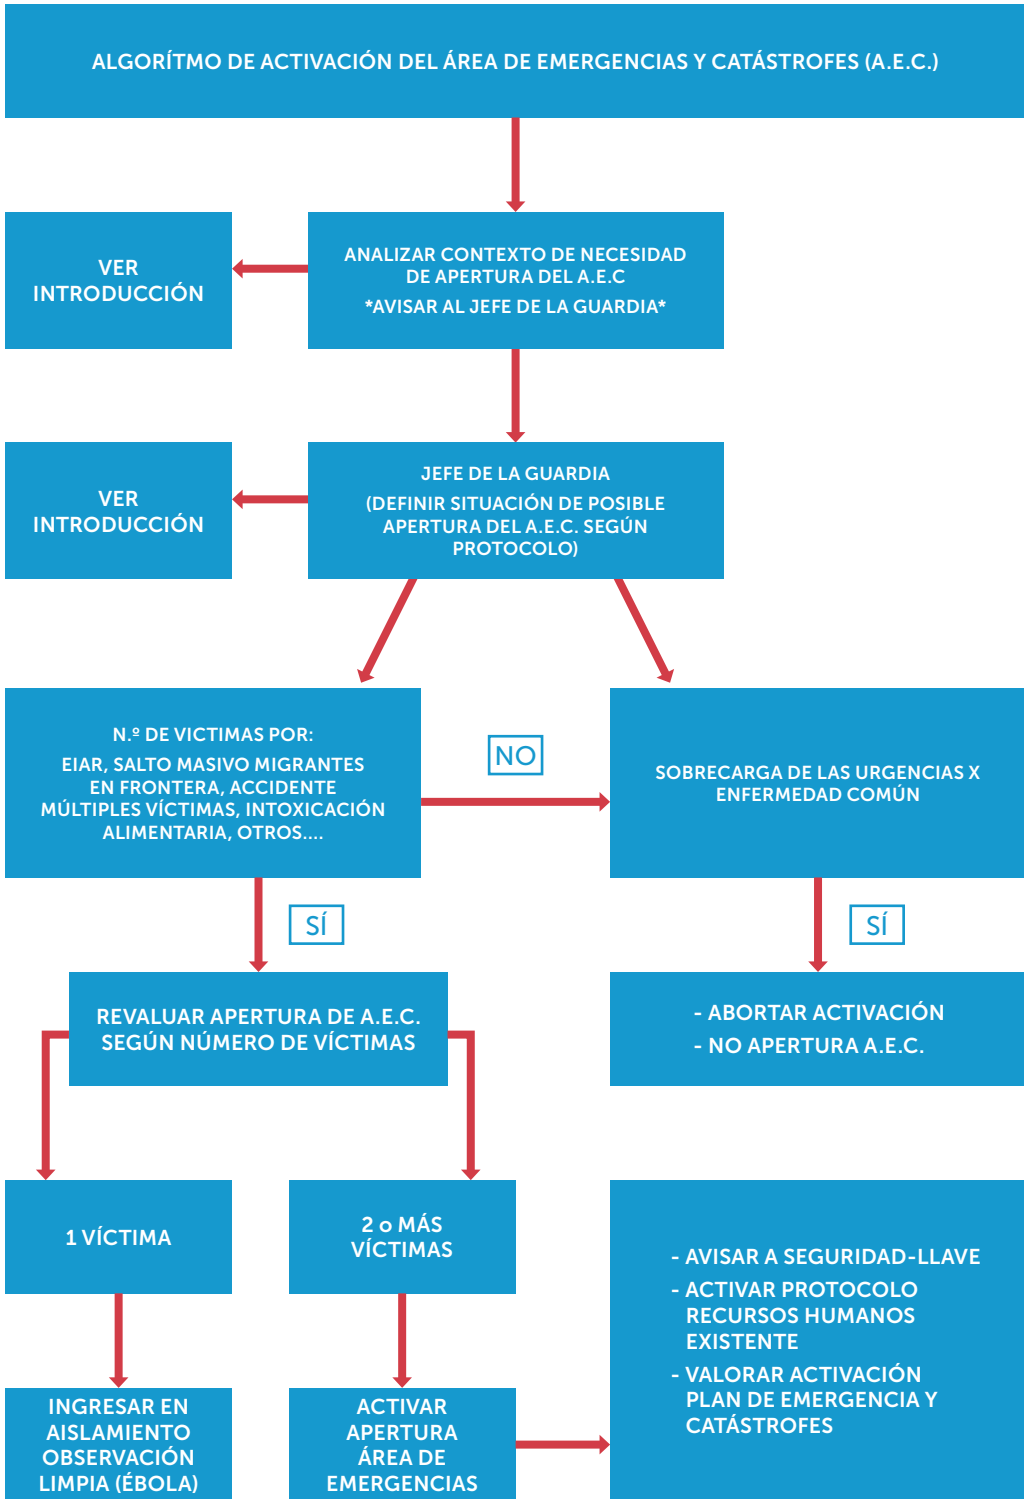 ALGORÍTMO DE ACTIVACIÓN DEL ÁREA DE EMERGENCIAS Y CATÁSTROFES (A.E.C.)
VER
INTRODUCCIÓN
ANALIZAR CONTEXTO DE NECESIDAD
DE APERTURA DEL A.E.C
*AVISAR AL JEFE DE LA GUARDIA*
VER
INTRODUCCIÓN
JEFE DE LA GUARDIA
(DEFINIR SITUACIÓN DE POSIBLE
APERTURA DEL A.E.C. SEGÚN
PROTOCOLO)
N.º DE VICTIMAS POR:
EIAR, SALTO MASIVO MIGRANTES
EN FRONTERA, ACCIDENTE
MÚLTIPLES VÍCTIMAS, INTOXICACIÓN
ALIMENTARIA, OTROS....
NO
SOBRECARGA DE LAS URGENCIAS X
ENFERMEDAD COMÚN
SÍ
SÍ
REVALUAR APERTURA DE A.E.C.
SEGÚN NÚMERO DE VÍCTIMAS
- ABORTAR ACTIVACIÓN
- NO APERTURA A.E.C.
1 VÍCTIMA
2 o MÁS
VÍCTIMAS
- AVISAR A SEGURIDAD-LLAVE
- ACTIVAR PROTOCOLO
RECURSOS HUMANOS
EXISTENTE
- VALORAR ACTIVACIÓN
PLAN DE EMERGENCIA Y
CATÁSTROFES
INGRESAR EN
AISLAMIENTO
OBSERVACIÓN
LIMPIA (ÉBOLA)
ACTIVAR
APERTURA
ÁREA DE
EMERGENCIAS